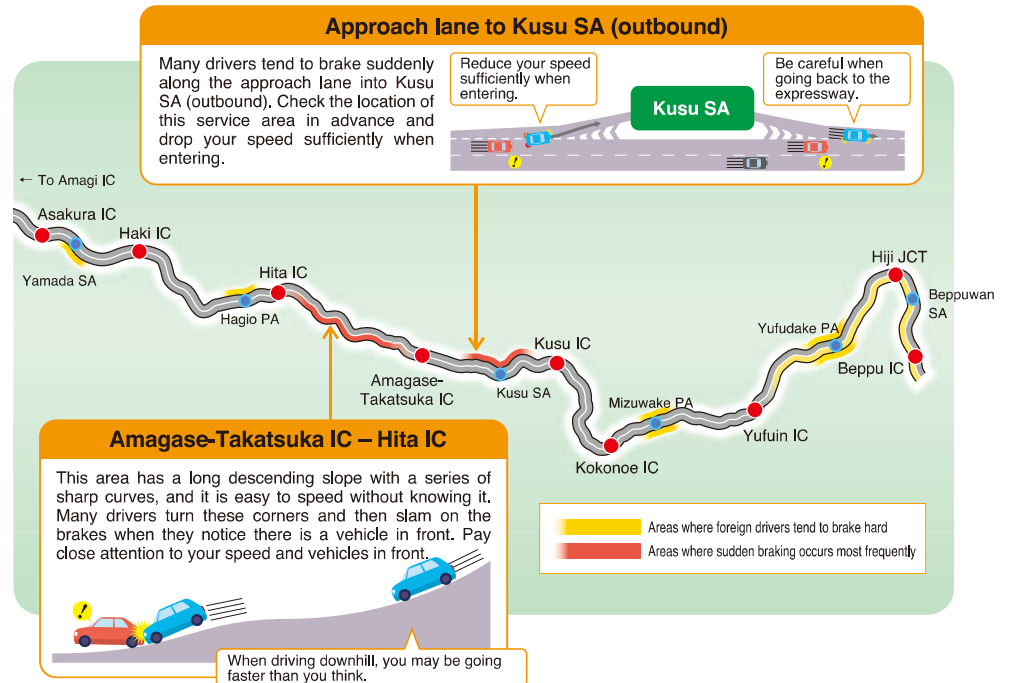 Approach lane to Kusu SA (outbound)
Many drivers tend to brake suddenly
along the approach lane into Kusu
SA (outbound). Check the location of
this service area in advance and
drop your speed sufficiently when
entering.
Reduce your speed
sufficiently when
entering.
Kusu SA
Be careful when
going back to the
expressway.
!
!
← To Amagi IC
Asakura IC
Haki IC
Yamada SA
Hita IC
Hagio PA
Amagase-
Takatsuka IC
Kusu SA
Kusu IC
Kokonoe IC
Mizuwake PA
Yufuin IC
Yufudake PA
Hiji JCT
Beppuwan
SA
Beppu IC
Amagase-Takatsuka IC – Hita IC
This area has a long descending slope with a series of
sharp curves, and it is easy to speed without knowing it.
Many drivers turn these corners and then slam on the
brakes when they notice there is a vehicle in front. Pay
close attention to your speed and vehicles in front.
!
When driving downhill, you may be going
faster than you think.
Areas where foreign drivers tend to brake hard
Areas where sudden braking occurs most frequently